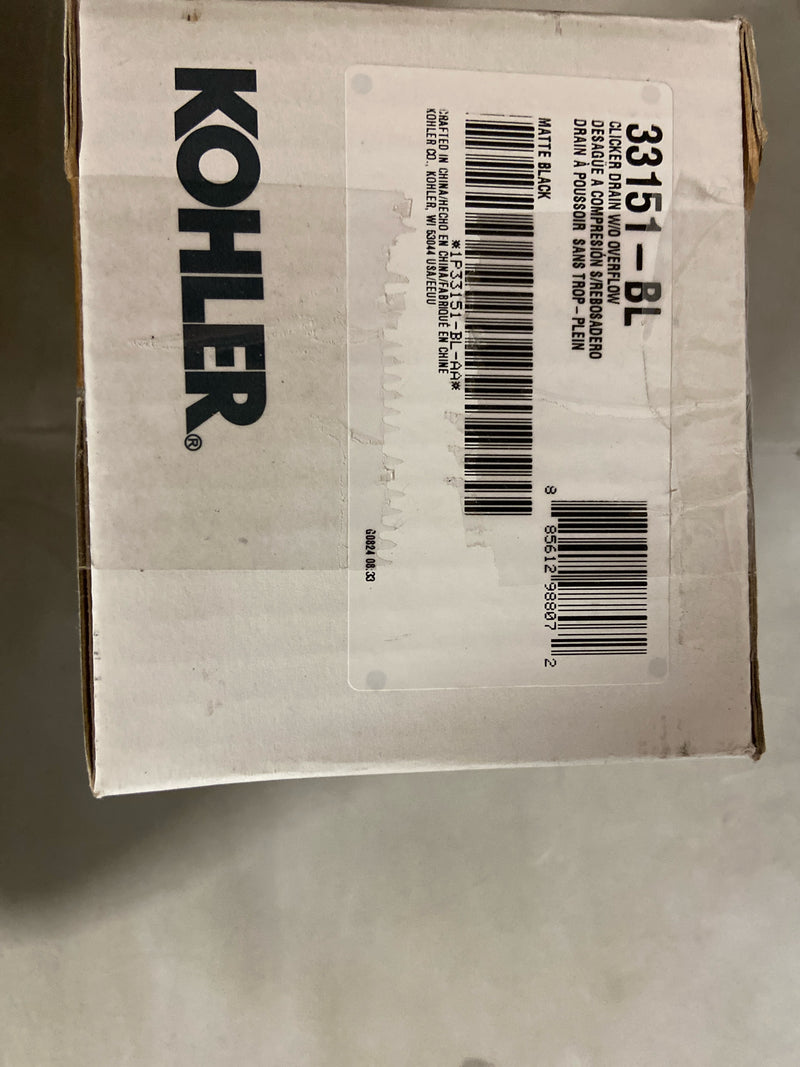 KOHLER®
33151-BL
CLICKER DRAIN W/O OVERFLOW
DESAGÜE A COMPRESIÓN S/REBOSADERO
DRAIN À POUSSOIR SANS TROP-PLEIN
MATTE BLACK
8 85612 98807 2
*1P33151-BL-AA*
CRAFTED IN CHINA/HECHO EN CHINA/FABRIQUÉ EN CHINE
KOHLER CO., KOHLER, WI 53044 USA/EEUU
G0824 08:33